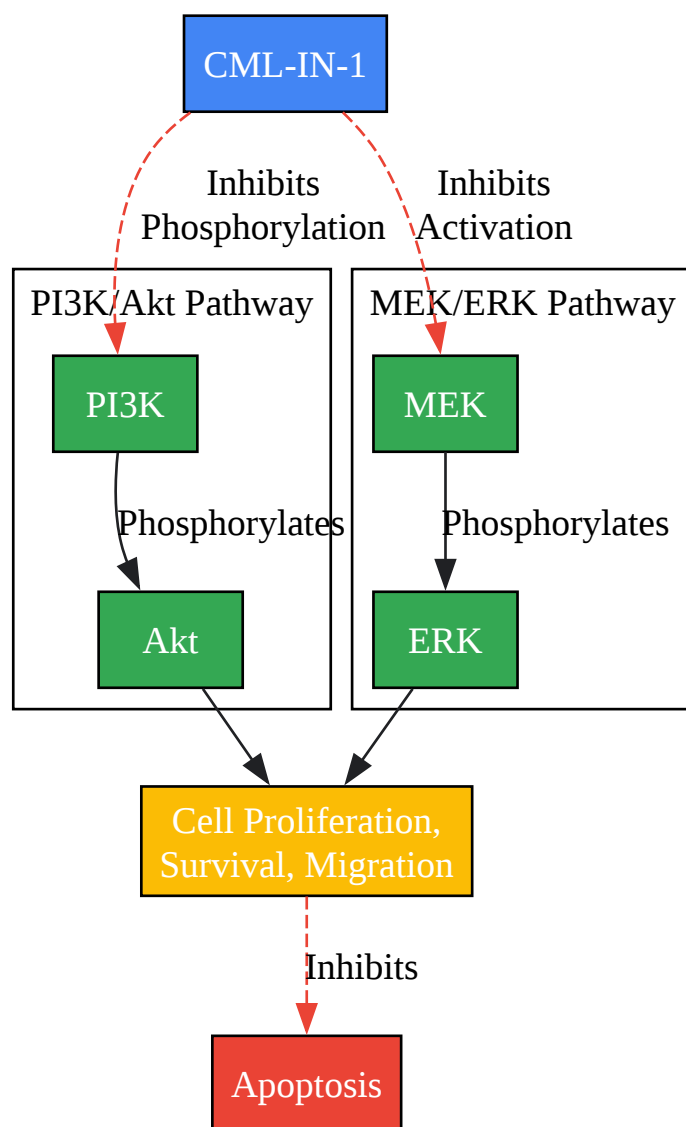 CML-IN-1
Inhibits
Phosphorylation
Inhibits
Activation
PI3K/Akt Pathway
MEK/ERK Pathway
PI3K
MEK
Phosphorylates
Phosphorylates
Akt
ERK
Cell Proliferation,
Survival, Migration
Inhibits
Apoptosis